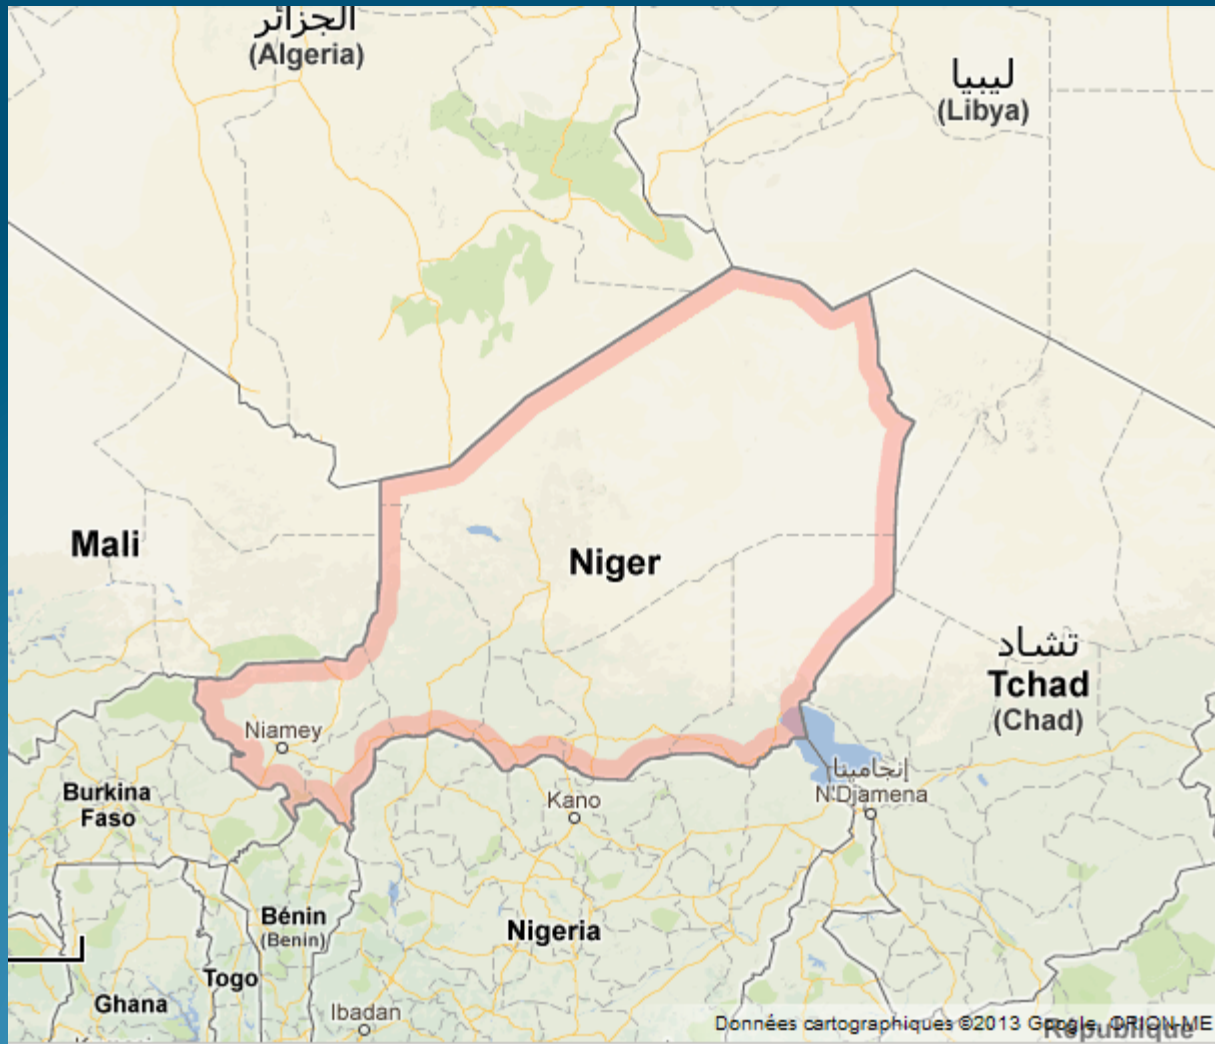 الجزائر
(Algeria)
ليبيا
(Libya)
Mali
Niger
تشاد
Tchad
(Chad)
Niamey
Burkina
Faso
إنجامينا
N'Djamena
Kano
Bénin
(Benin)
Nigeria
Togo
Ghana
Ibadan
Données cartographiques ©2013 Google, ORION-ME
République